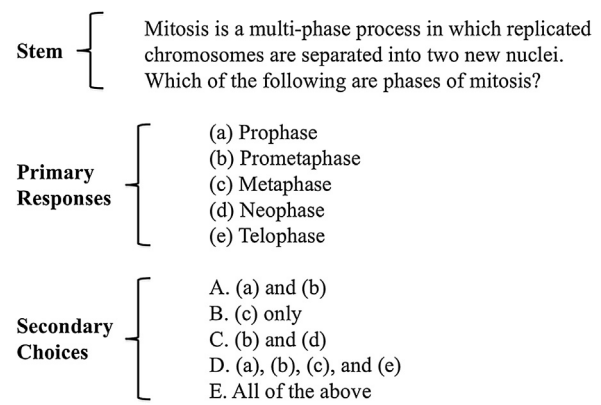 Stem
Mitosis is a multi-phase process in which replicated
chromosomes are separated into two new nuclei.
Which of the following are phases of mitosis?
Primary
Responses
(a) Prophase
(b) Prometaphase
(c) Metaphase
(d) Neophase
(e) Telophase
Secondary
Choices
A. (a) and (b)
B. (c) only
C. (b) and (d)
D. (a), (b), (c), and (e)
E. All of the above